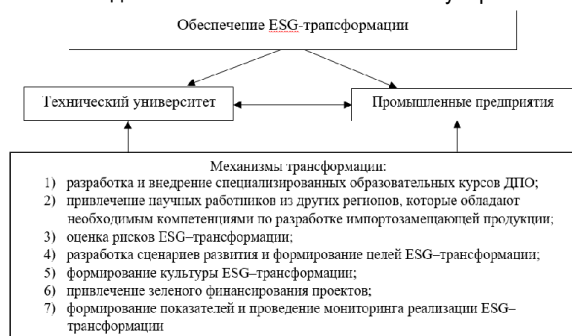 Обеспечение ESG-трансформации
Технический университет
Промышленные предприятия
Механизмы трансформации:
1) разработка и внедрение специализированных образовательных курсов ДПО;
2) привлечение научных работников из других регионов, которые обладают
необходимым компетенциями по разработке импортозамещающей продукции;
3) оценка рисков ESG–трансформации;
4) разработка сценариев развития и формирование целей ESG–трансформации;
5) формирование культуры ESG–трансформации;
6) привлечение зеленого финансирования проектов;
7) формирование показателей и проведение мониторинга реализации ESG–
трансформации